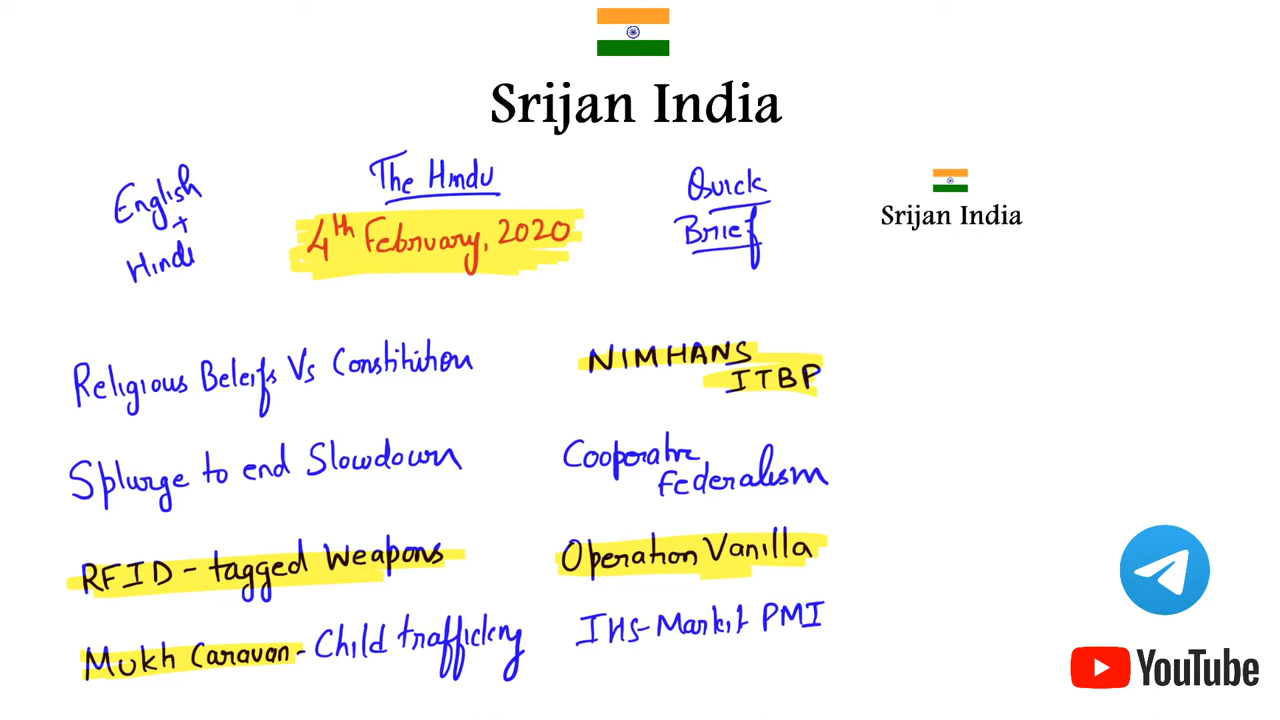 Srijan India
English
+
Hindi
The Hindu
4th February, 2020
Quick
Brief
Srijan India
Religious Beleifs Vs Constitution
NIMHANS
ITBP
Splurge to end Slowdown
Cooperative
Federalism
RFID - tagged Weapons
Operation Vanilla
Mukh Caravan - Child trafficking
IHS-Markit PMI
YouTube